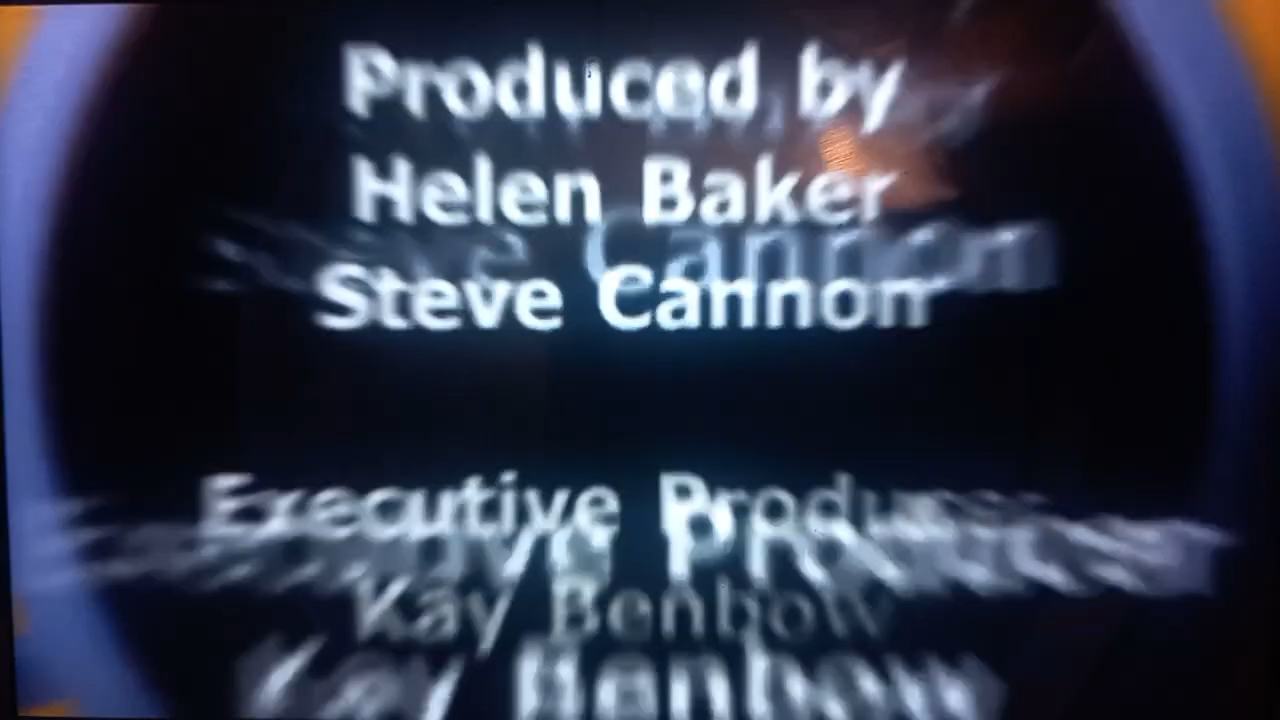 Produced by
Helen Baker
Steve Cannon
Executive Producer
Kay Benbow